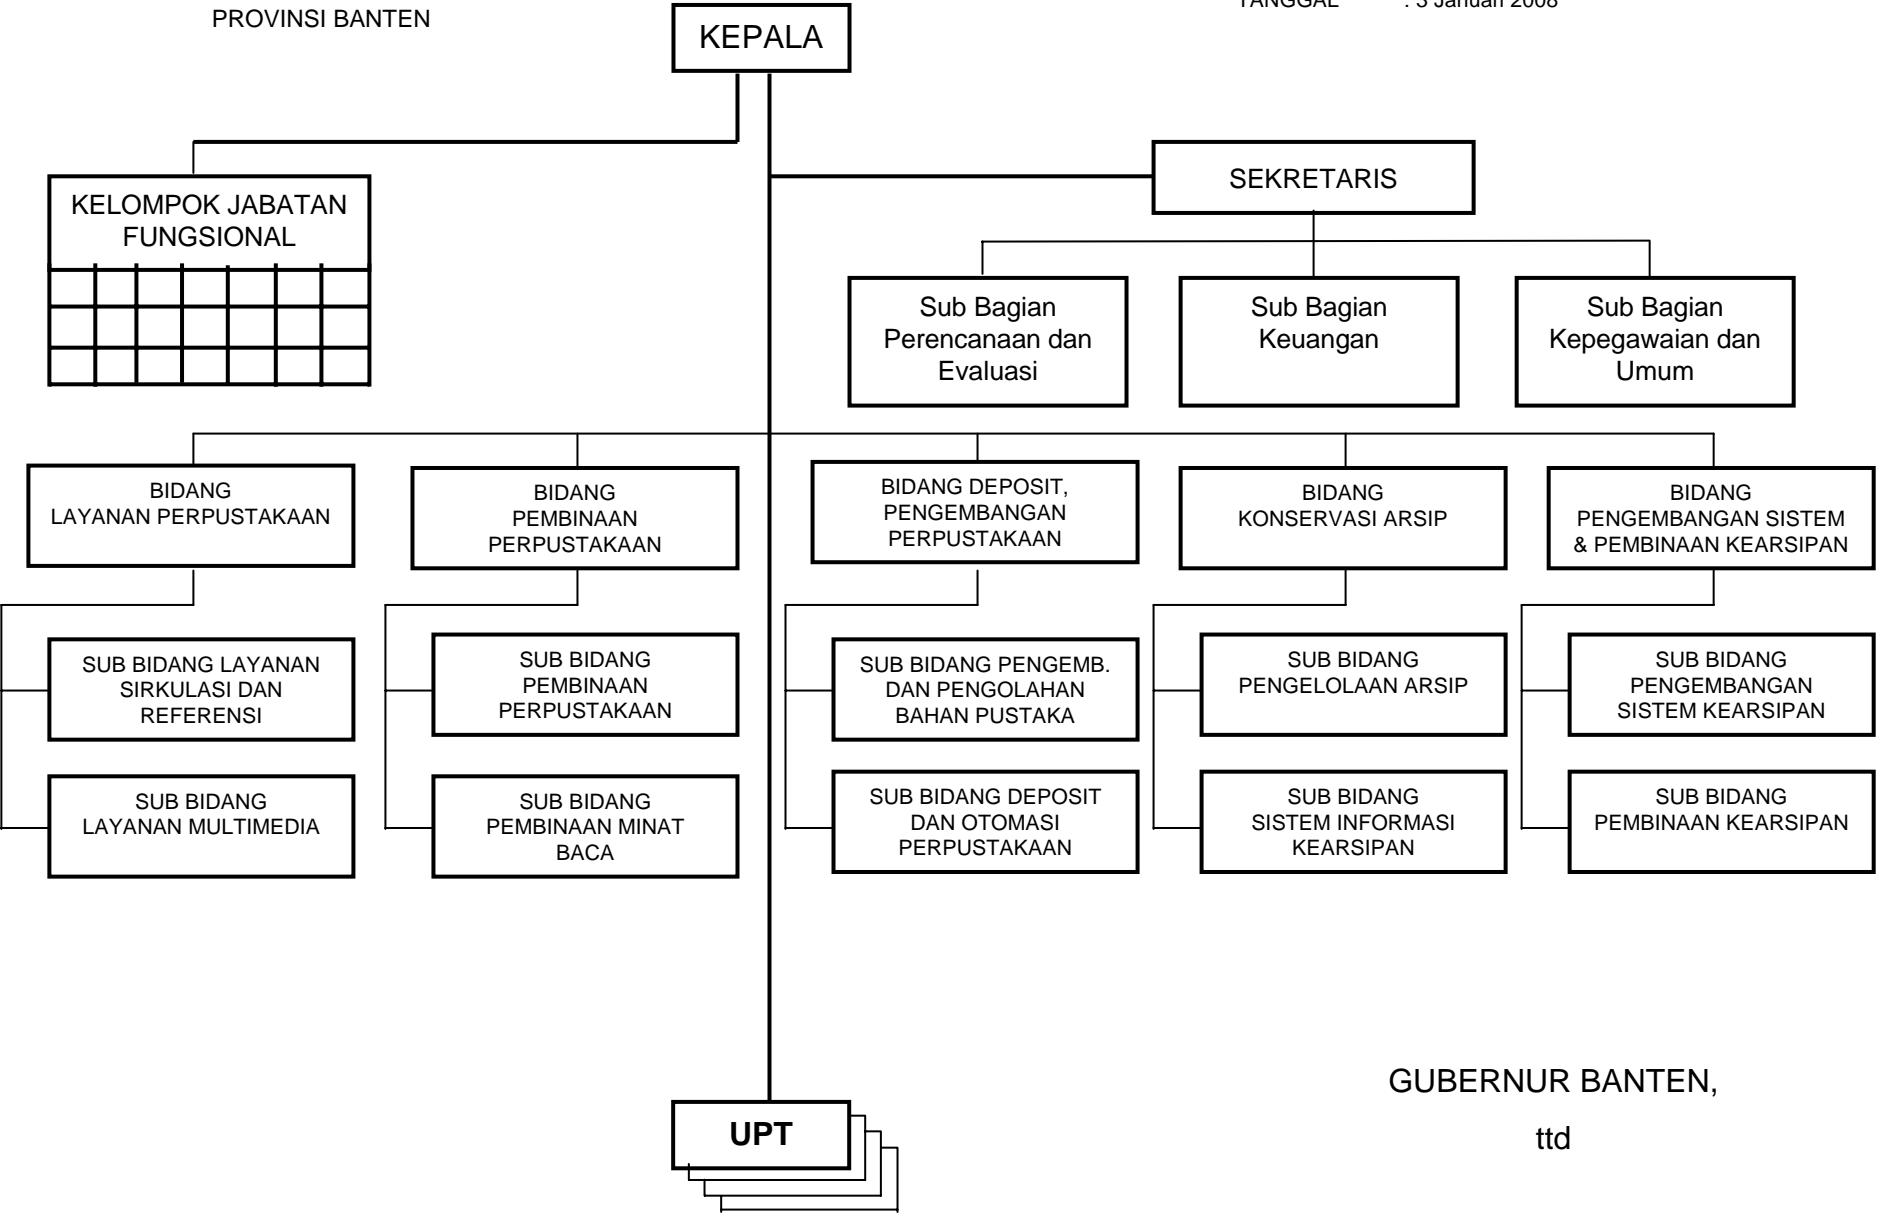 PROVINSI BANTEN
TANGGAL : 3 Januari 2008
KEPALA
SEKRETARIS
KELOMPOK JABATAN
FUNGSIONAL
Sub Bagian
Perencanaan dan
Evaluasi
Sub Bagian
Keuangan
Sub Bagian
Kepegawaian dan
Umum
BIDANG
LAYANAN PERPUSTAKAAN
BIDANG
PEMBINAAN
PERPUSTAKAAN
BIDANG DEPOSIT,
PENGEMBANGAN
PERPUSTAKAAN
BIDANG
KONSERVASI ARSIP
BIDANG
PENGEMBANGAN SISTEM
& PEMBINAAN KEARSIPAN
SUB BIDANG LAYANAN
SIRKULASI DAN
REFERENSI
SUB BIDANG
PEMBINAAN
PERPUSTAKAAN
SUB BIDANG PENGEMB.
DAN PENGOLAHAN
BAHAN PUSTAKA
SUB BIDANG
PENGELOLAAN ARSIP
SUB BIDANG
PENGEMBANGAN
SISTEM KEARSIPAN
SUB BIDANG
LAYANAN MULTIMEDIA
SUB BIDANG
PEMBINAAN MINAT
BACA
SUB BIDANG DEPOSIT
DAN OTOMASI
PERPUSTAKAAN
SUB BIDANG
SISTEM INFORMASI
KEARSIPAN
SUB BIDANG
PEMBINAAN KEARSIPAN
GUBERNUR BANTEN,
UPT
ttd